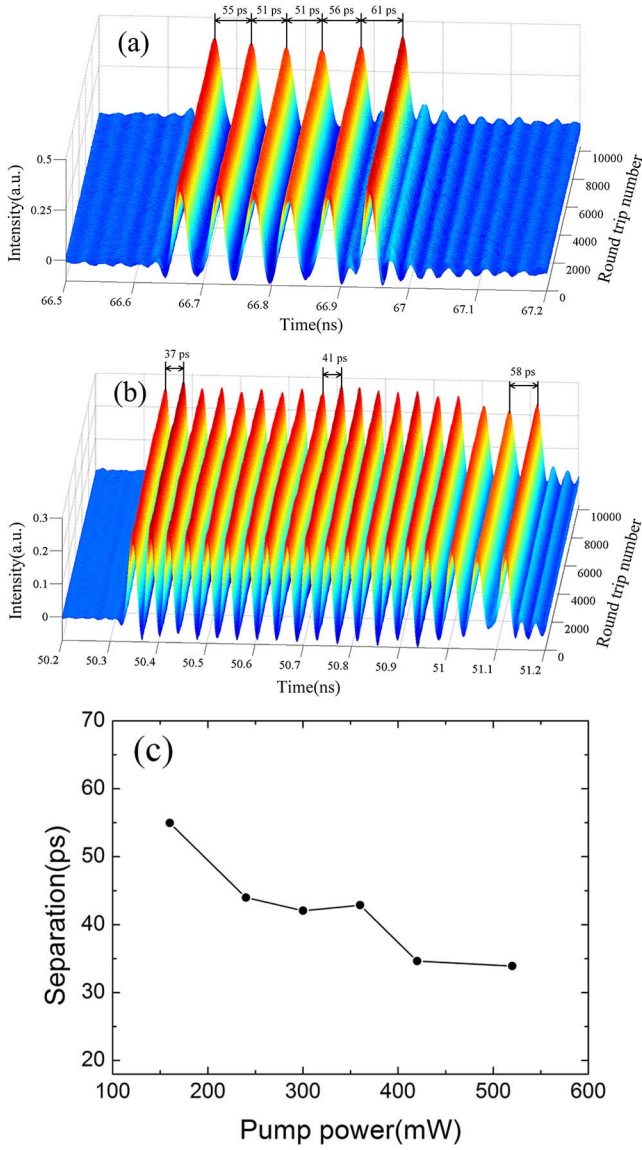 55 ps 51 ps 51 ps 56 ps 61 ps
(a)
0.5
0.25
0
Intensity(a.u.)
10000
8000
6000
4000
2000
0
Round trip number
66.5 66.6 66.7 66.8 66.9 67 67.1 67.2
Time(ns)
37 ps 41 ps 58 ps
(b)
0.3
0.2
0.1
0
Intensity(a.u.)
10000
8000
6000
4000
2000
0
Round trip number
50.2 50.3 50.4 50.5 50.6 50.7 50.8 50.9 51 51.1 51.2
Time(ns)
(c)
70
60
50
40
30
20
Separation(ps)
100 200 300 400 500 600
Pump power(mW)